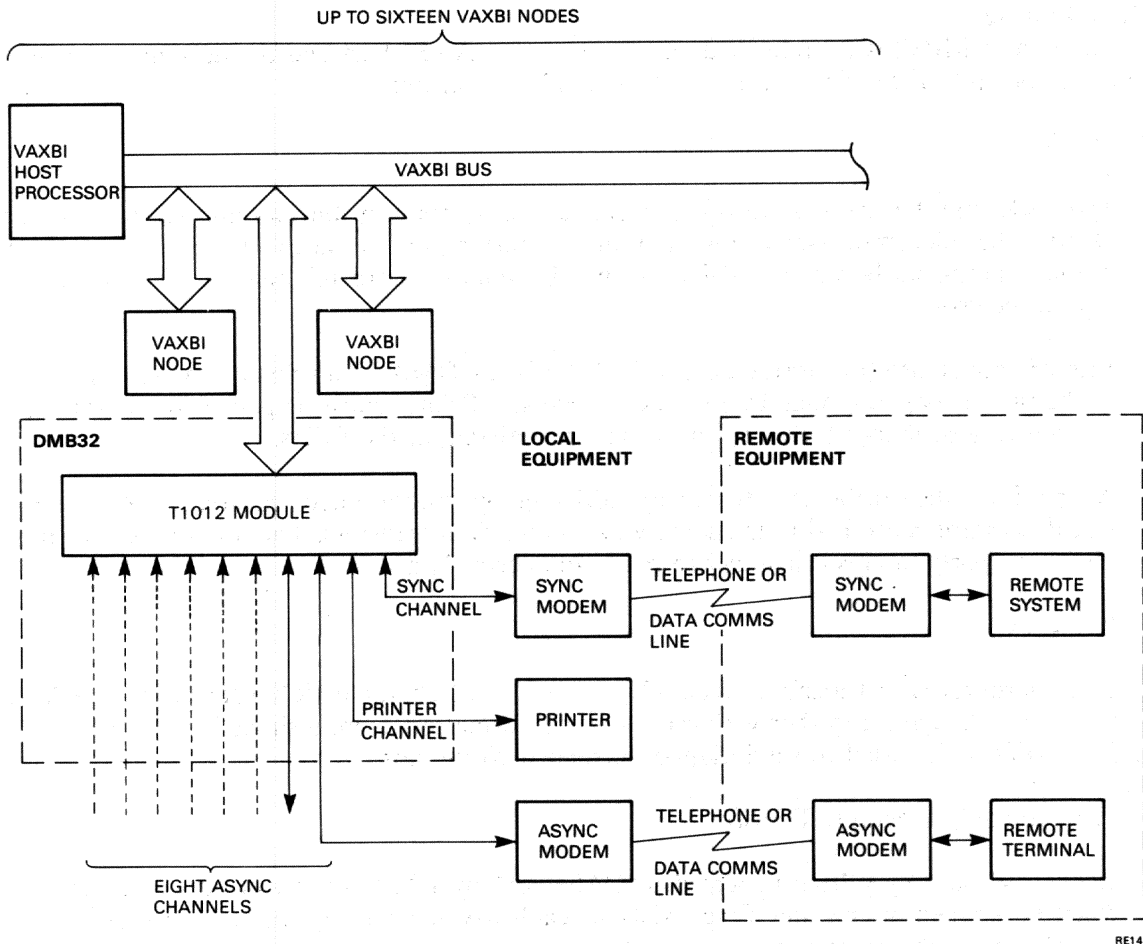 UP TO SIXTEEN VAXBI NODES
VAXBI
HOST
PROCESSOR
VAXBI BUS
VAXBI
NODE
VAXBI
NODE
DMB32
LOCAL
EQUIPMENT
REMOTE
EQUIPMENT
T1012 MODULE
SYNC
CHANNEL
SYNC
MODEM
TELEPHONE OR
DATA COMMS
LINE
SYNC
MODEM
REMOTE
SYSTEM
PRINTER
CHANNEL
PRINTER
ASYNC
MODEM
TELEPHONE OR
DATA COMMS
LINE
ASYNC
MODEM
REMOTE
TERMINAL
EIGHT ASYNC
CHANNELS
RE14